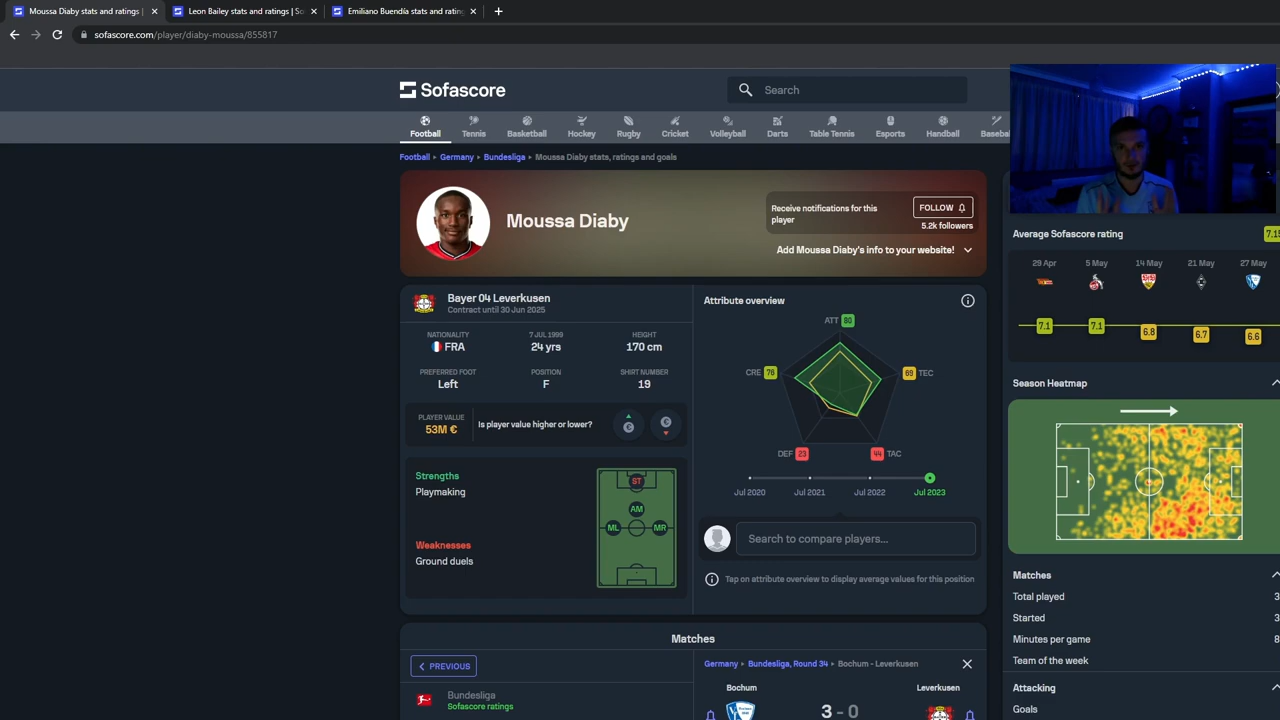 Moussa Diaby stats and ratings |
Leon Bailey stats and ratings | So
Emiliano Buendía stats and rating
sofascore.com/player/diaby-moussa/855817
Sofascore
Search
Football
Tennis
Basketball
Hockey
Rugby
Cricket
Volleyball
Darts
Table Tennis
Esports
Handball
Baseba
Football
Germany
Bundesliga
Moussa Diaby stats, ratings and goals
Moussa Diaby
Receive notifications for this
player
FOLLOW
5.2k followers
Add Moussa Diaby's info to your website!
Bayer 04 Leverkusen
Contract until 30 Jun 2025
NATIONALITY
FRA
7 JUL 1999
24 yrs
HEIGHT
170 cm
PREFERRED FOOT
Left
POSITION
F
SHIRT NUMBER
19
PLAYER VALUE
53M €
Is player value higher or lower?
Strengths
Playmaking
Weaknesses
Ground duels
ST
AM
ML
MR
Attribute overview
ATT 80
CRE 78
69 TEC
DEF 23
44 TAC
Jul 2020
Jul 2021
Jul 2022
Jul 2023
Search to compare players...
Tap on attribute overview to display average values for this position
Matches
PREVIOUS
Bundesliga
Sofascore ratings
Germany
Bundesliga, Round 34
Bochum - Leverkusen
Bochum
Leverkusen
3 - 0
Average Sofascore rating
29 Apr
5 May
14 May
21 May
27 May
7.1
7.1
6.8
6.7
6.6
Season Heatmap
Matches
Total played
Started
Minutes per game
Team of the week
Attacking
Goals